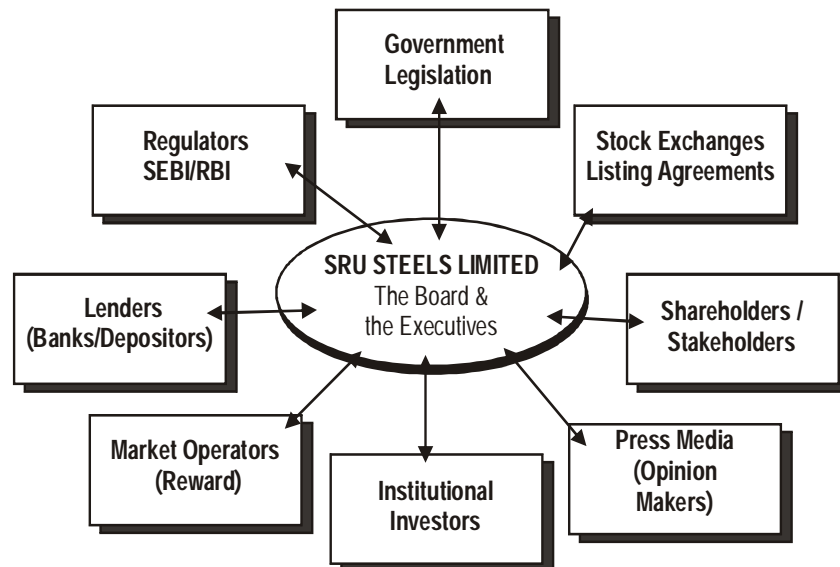 Government
Legislation
Regulators
SEBI/RBI
Stock Exchanges
Listing Agreements
SRU STEELS LIMITED
The Board &
the Executives
Lenders
(Banks/Depositors)
Shareholders /
Stakeholders
Market Operators
(Reward)
Institutional
Investors
Press Media
(Opinion
Makers)